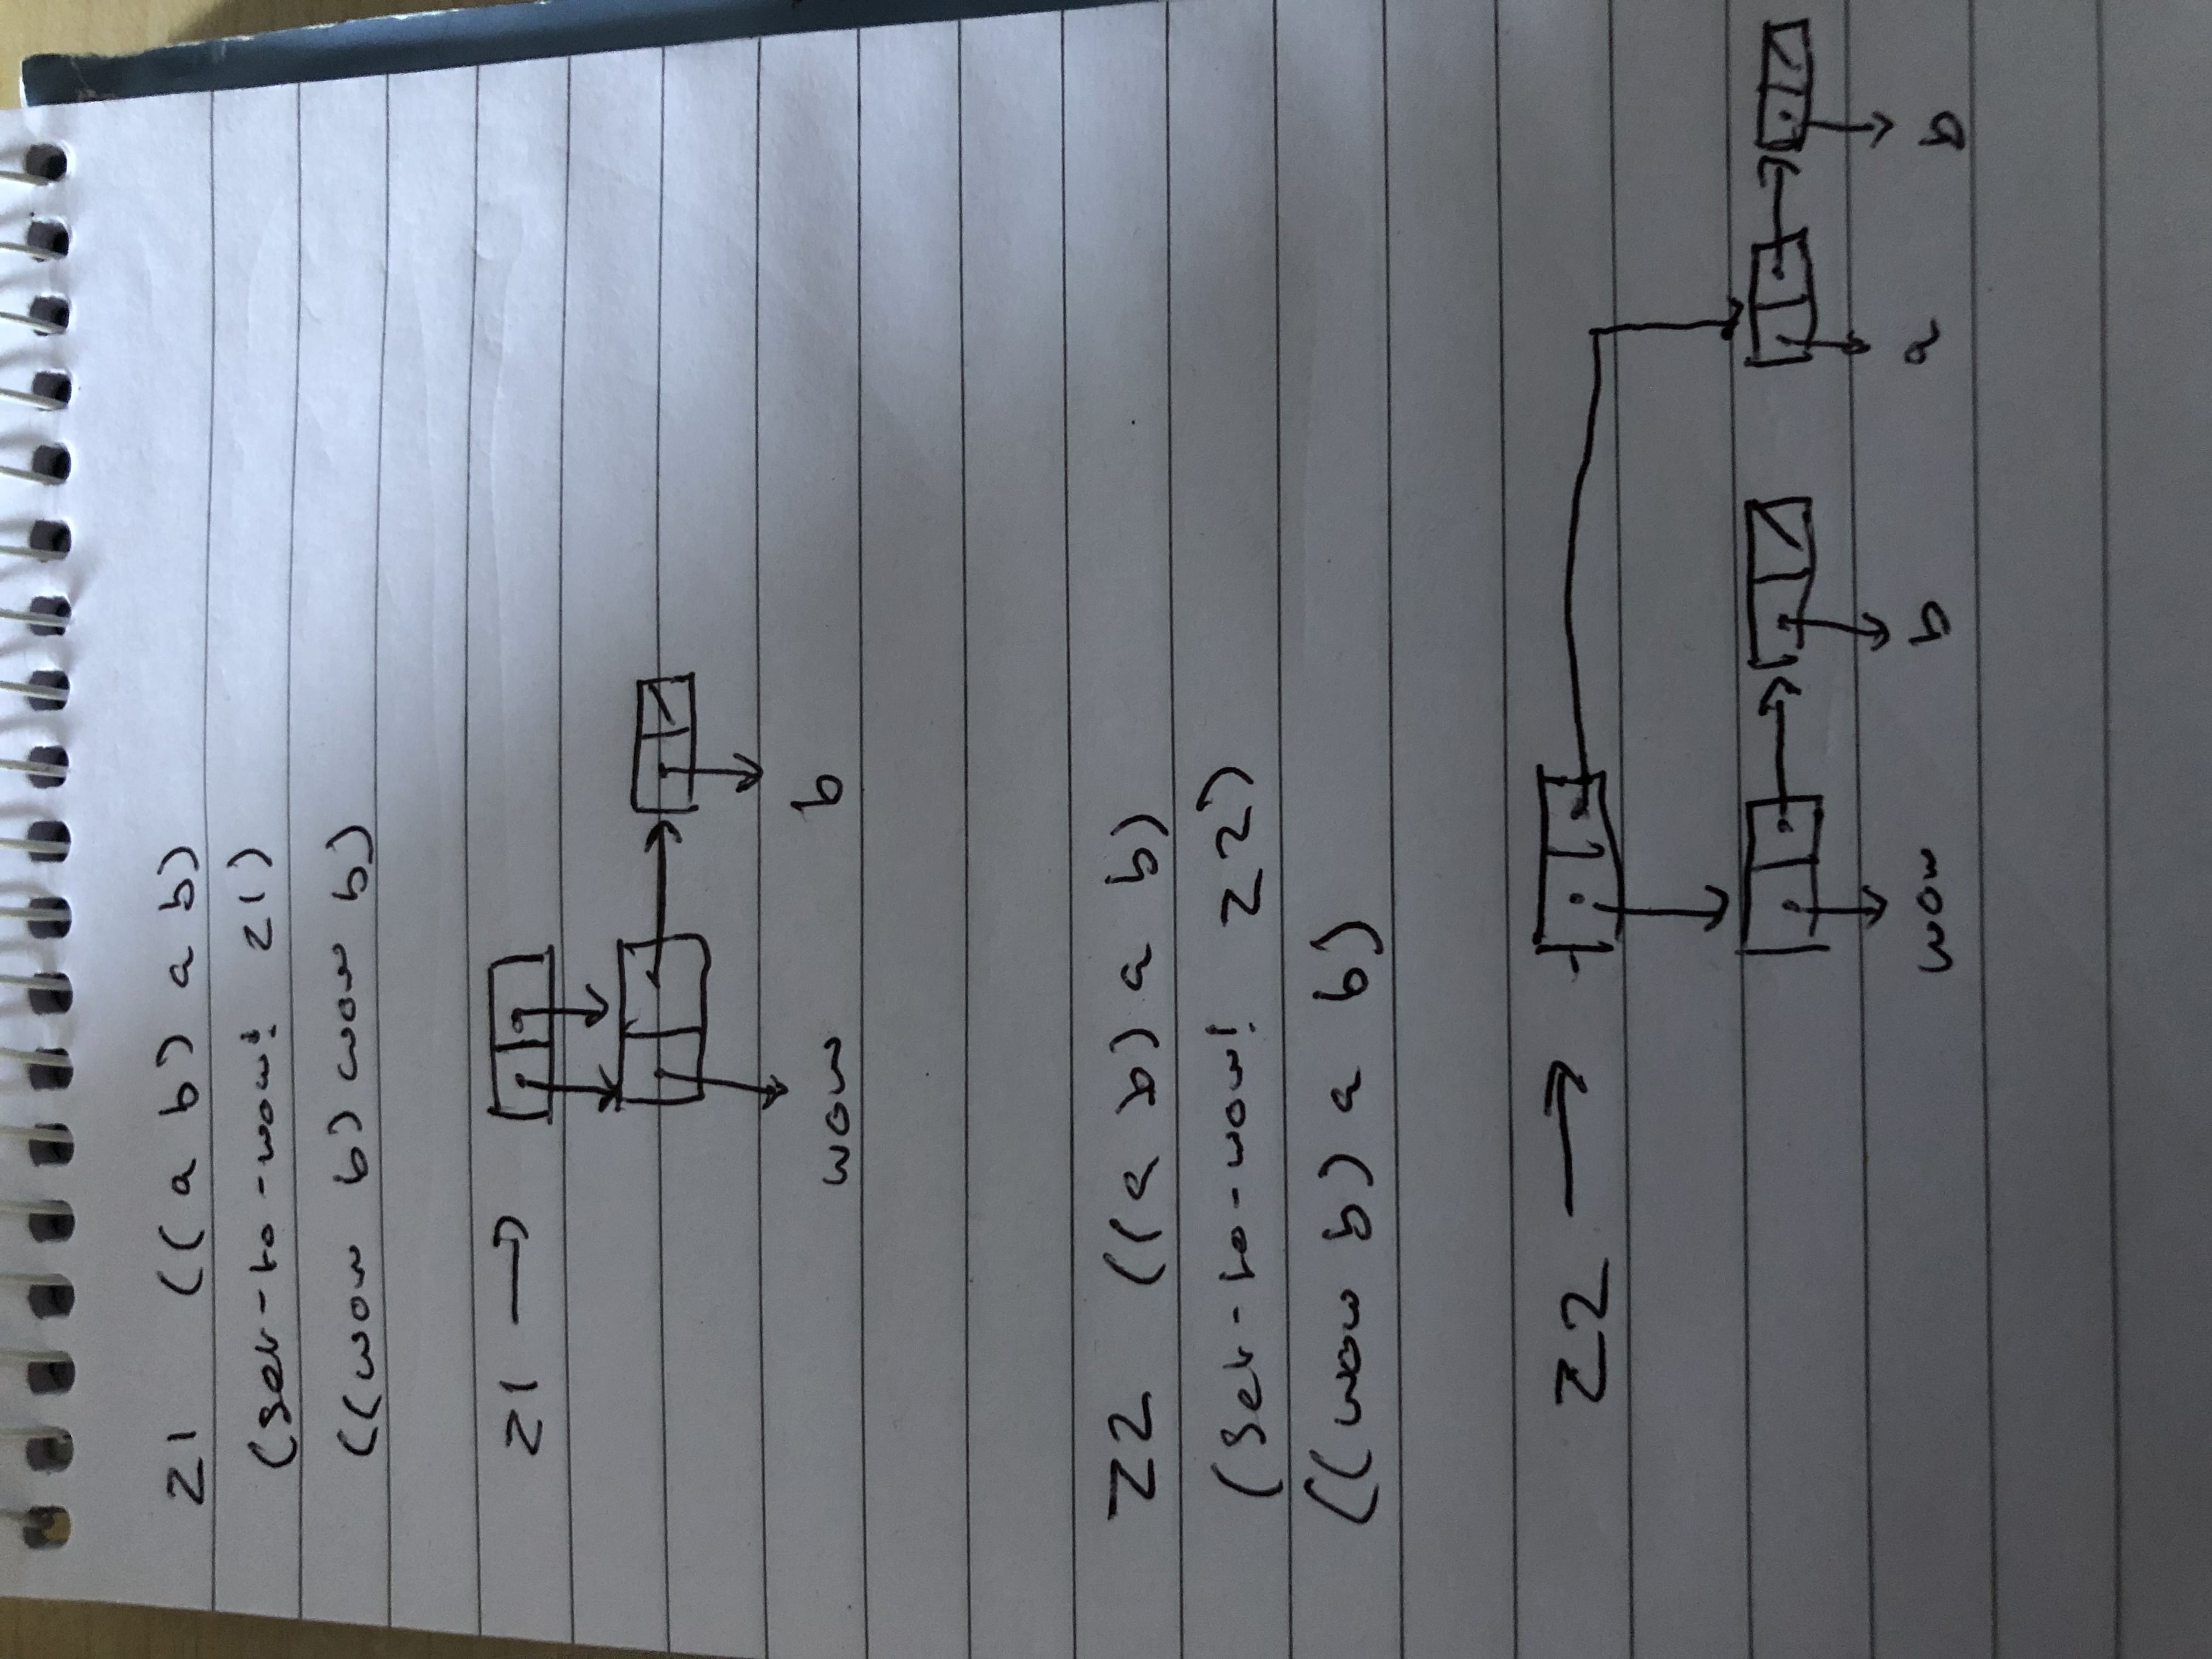 z1 ((a b) a b)
(set-to-wow! z1)
((wow b) wow b)
z1 →
wow b
z2 ((a b) a b)
(set-to-wow! z2)
((wow b) a b)
z2 →
wow b a b